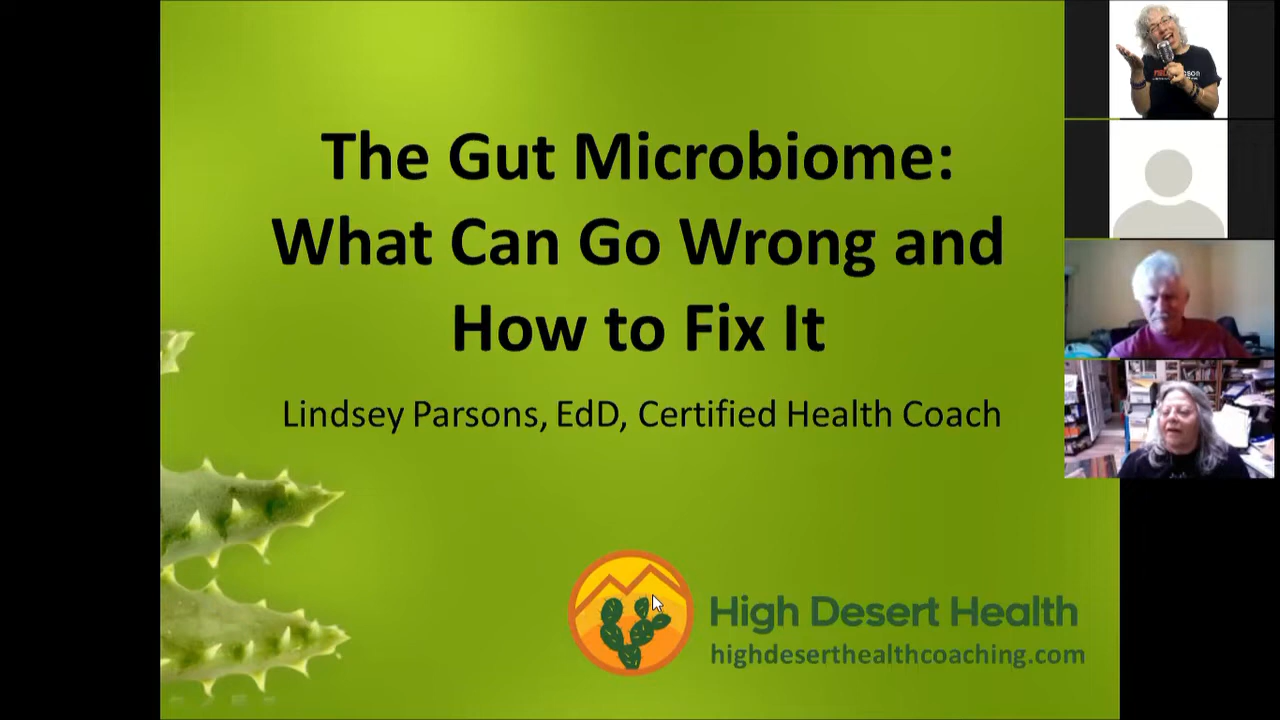 The Gut Microbiome:
What Can Go Wrong and
How to Fix It
Lindsey Parsons, EdD, Certified Health Coach
High Desert Health
highdeserthealthcoaching.com